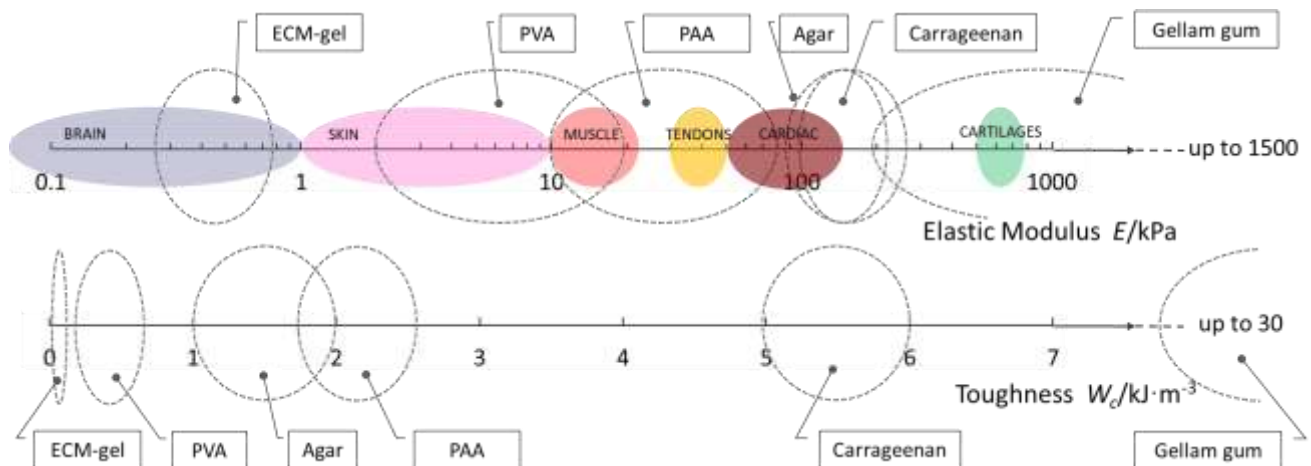 ECM-gel PVA PAA Agar Carrageenan Gellam gum
BRAIN SKIN MUSCLE TENDONS CARDIAC CARTILAGES
up to 1500
0.1 1 10 100 1000
Elastic Modulus E/kPa
up to 30
0 1 2 3 4 5 6 7
Toughness Wc/kJ·m-3
ECM-gel PVA Agar PAA Carrageenan Gellam gum